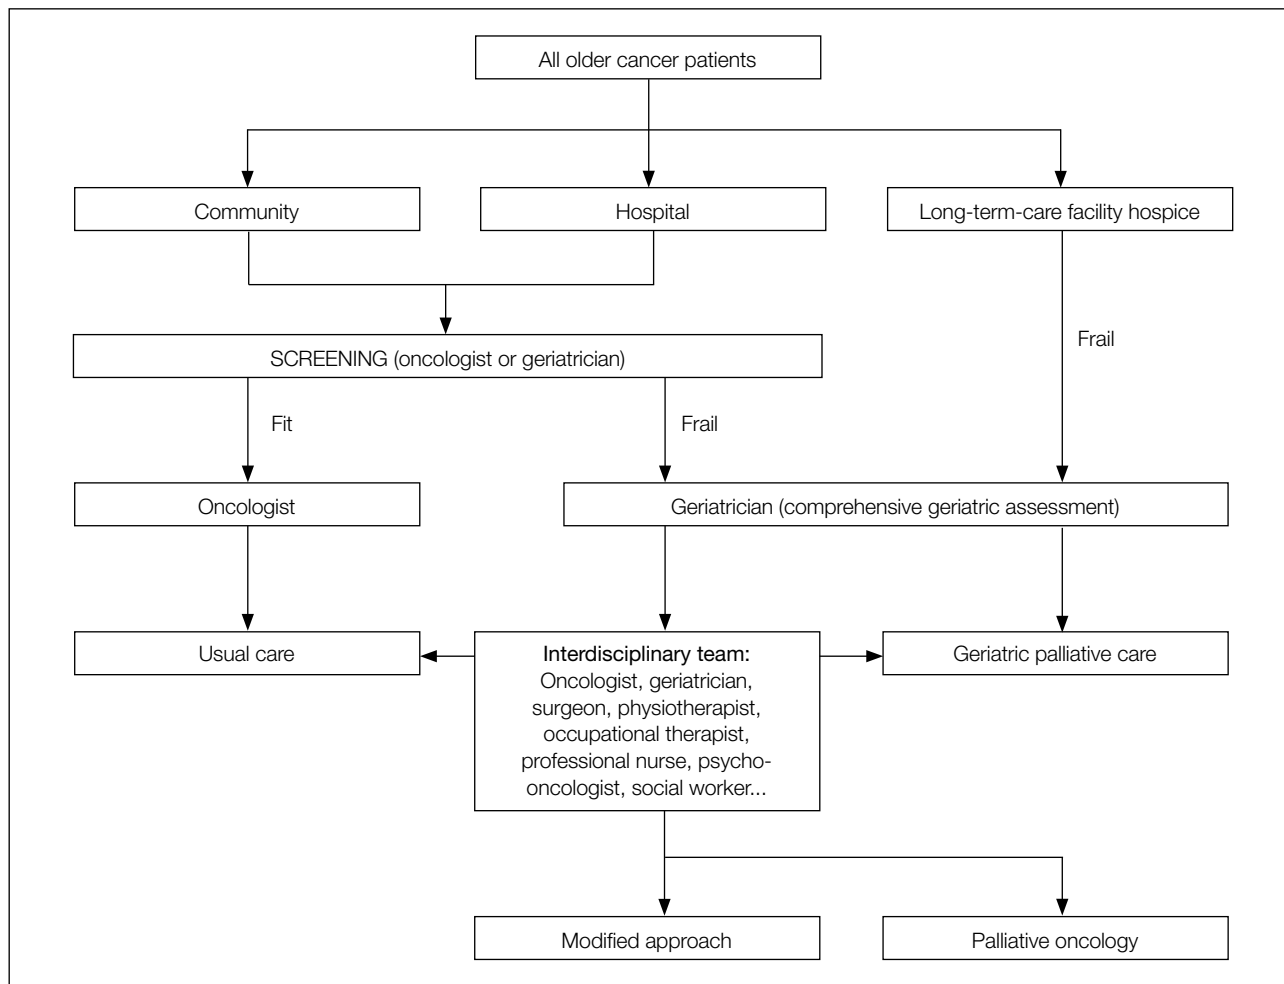 All older cancer patients
Community
Hospital
Long-term-care facility hospice
SCREENING (oncologist or geriatrician)
Frail
Fit
Frail
Oncologist
Geriatrician (comprehensive geriatric assessment)
Usual care
Interdisciplinary team:
Oncologist, geriatrician,
surgeon, physiotherapist,
occupational therapist,
professional nurse, psycho-
oncologist, social worker...
Geriatric palliative care
Modified approach
Palliative oncology